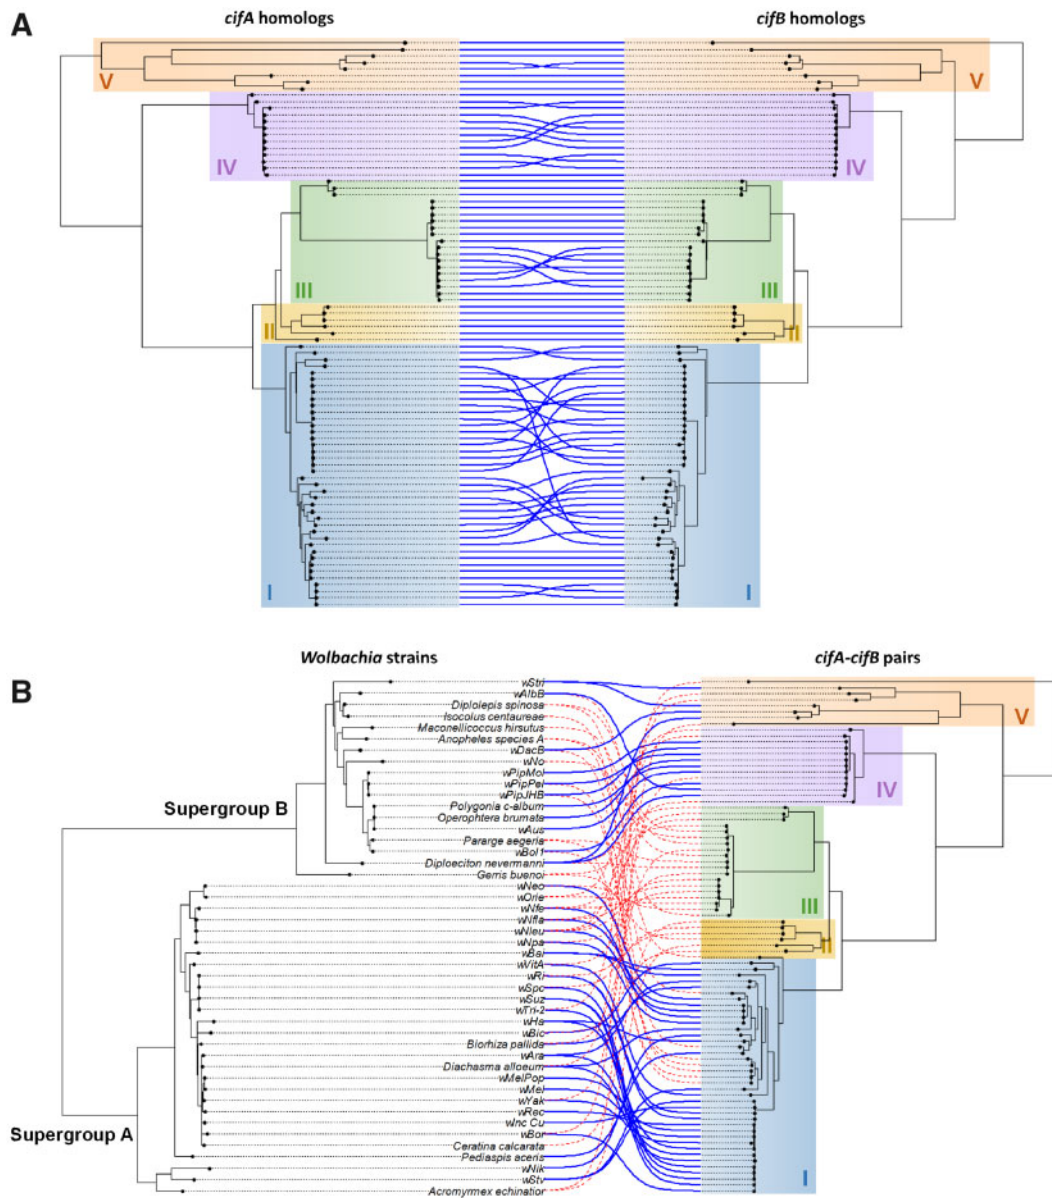 A
cifA homologs
cifB homologs
V
V
IV
IV
III
III
II
II
I
I
B
Wolbachia strains
cifA-cifB pairs
Supergroup B
Supergroup A
wStri
wAlbB
Diplolepis spinosa
Isocolus centaureae
Maconellicoccus hirsutus
Anopheles species A
wDacB
wNo
wPipMol
wPipPel
wPipJHB
Polygonia c-album
Operophtera brumata
wAus
Pararge aegeria
wBol1
Diploeciton nevermanni
Gerris buenoi
wNeo
wOrie
wNfe
wNffa
wNleu
wNpa
wBai
wVitA
wRi
wSpc
wSuz
wTri-2
wHa
wBic
Biorhiza pallida
wAra
Diachasma alloeum
wMelPop
wMel
wYak
wRec
wInc Cu
wBor
Ceratina calcarata
Pediaspis aceris
wNik
wStv
Acromyrmex echinatior
V
IV
III
II
I